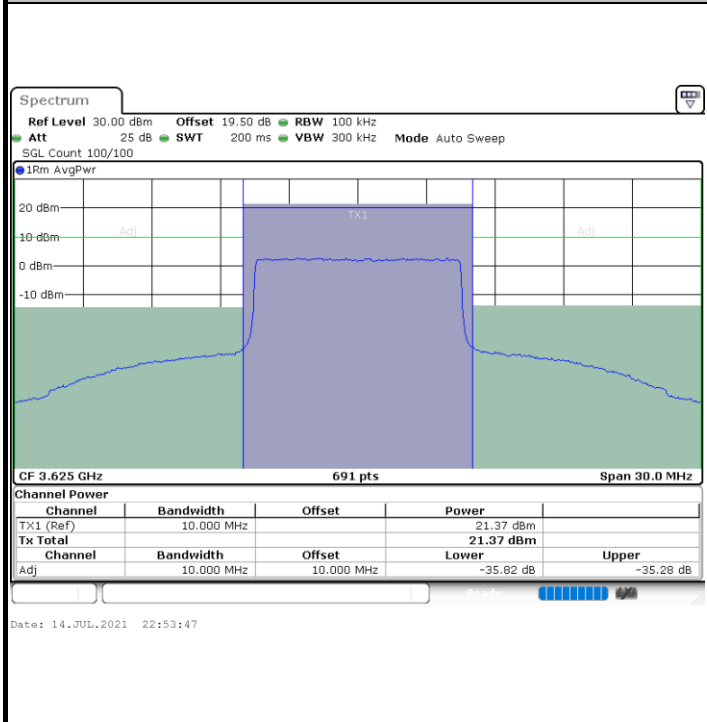 Spectrum
Ref Level 30.00 dBm Offset 19.50 dB RBW 100 kHz
Att 25 dB SWT 200 ms VBW 300 kHz Mode Auto Sweep
SGL Count 100/100
1Rm AvgPwr
20 dBm
TX1
10 dBm Adj Adj
0 dBm
-10 dBm
CF 3.625 GHz 691 pts Span 30.0 MHz
Channel Power
Channel Bandwidth Offset Power
TX1 (Ref) 10.000 MHz 21.37 dBm
Tx Total 21.37 dBm
Channel Bandwidth Offset Lower Upper
Adj 10.000 MHz 10.000 MHz -35.82 dB -35.28 dB
Ready
Date: 14.JUL.2021 22:53:47